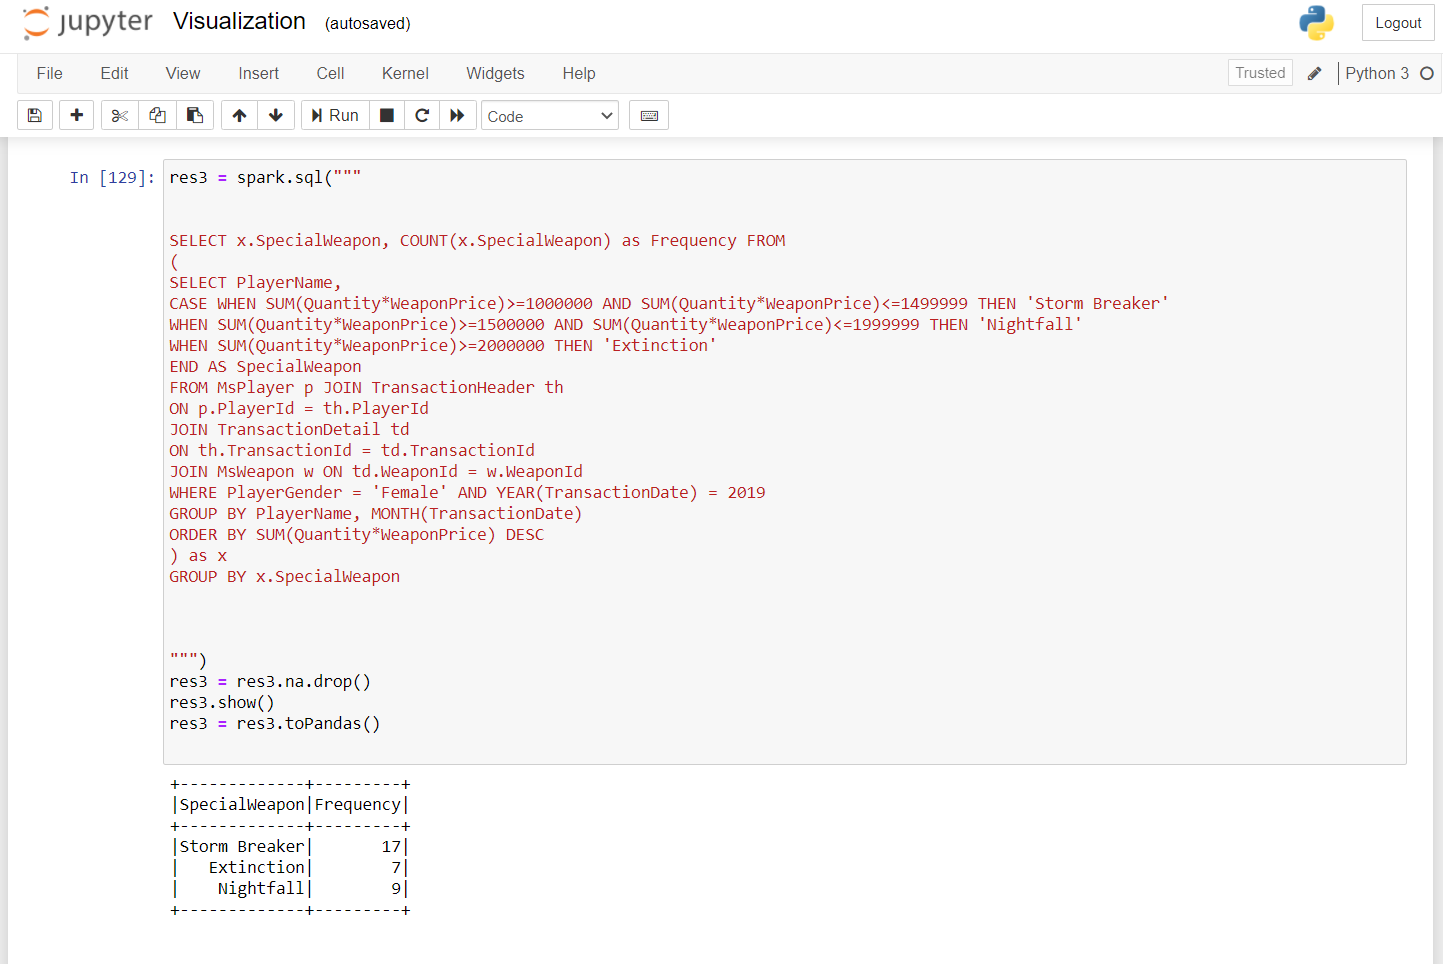 jupyter Visualization (autosaved) Logout
File Edit View Insert Cell Kernel Widgets Help Trusted Python 3
Run Code
In [129]: res3 = spark.sql("""
SELECT x.SpecialWeapon, COUNT(x.SpecialWeapon) as Frequency FROM
(
SELECT PlayerName,
CASE WHEN SUM(Quantity*WeaponPrice)>=1000000 AND SUM(Quantity*WeaponPrice)<=1499999 THEN 'Storm Breaker'
WHEN SUM(Quantity*WeaponPrice)>=1500000 AND SUM(Quantity*WeaponPrice)<=1999999 THEN 'Nightfall'
WHEN SUM(Quantity*WeaponPrice)>=2000000 THEN 'Extinction'
END AS SpecialWeapon
FROM MsPlayer p JOIN TransactionHeader th
ON p.PlayerId = th.PlayerId
JOIN TransactionDetail td
ON th.TransactionId = td.TransactionId
JOIN MsWeapon w ON td.WeaponId = w.WeaponId
WHERE PlayerGender = 'Female' AND YEAR(TransactionDate) = 2019
GROUP BY PlayerName, MONTH(TransactionDate)
ORDER BY SUM(Quantity*WeaponPrice) DESC
) as x
GROUP BY x.SpecialWeapon
""")
res3 = res3.na.drop()
res3.show()
res3 = res3.toPandas()
+-------------+---------+
|SpecialWeapon|Frequency|
+-------------+---------+
|Storm Breaker|       17|
|   Extinction|        7|
|    Nightfall|        9|
+-------------+---------+